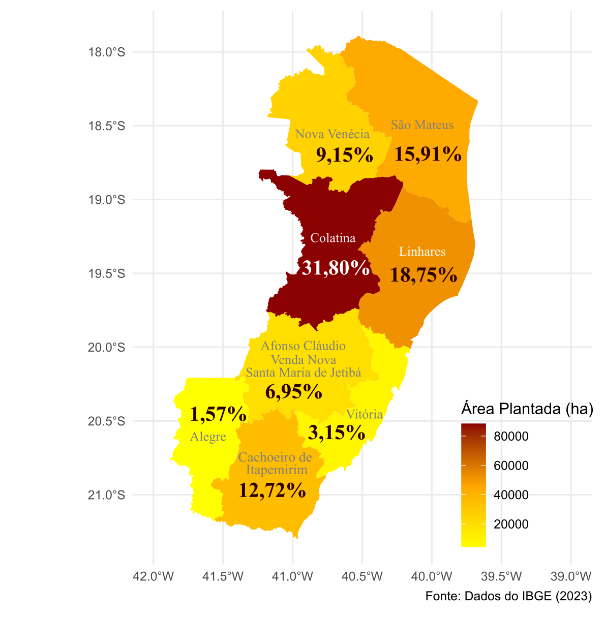 18.0°S
18.5°S
19.0°S
19.5°S
20.0°S
20.5°S
21.0°S
Nova Venécia
9,15%
São Mateus
15,91%
Colatina
31,80%
Linhares
18,75%
Afonso Cláudio
Venda Nova
Santa Maria de Jetibá
6,95%
1,57%
Alegre
Vitória
3,15%
Cachoeiro de
Itapemirim
12,72%
Área Plantada (ha)
80000
60000
40000
20000
42.0°W
41.5°W
41.0°W
40.5°W
40.0°W
39.5°W
39.0°W
Fonte: Dados do IBGE (2023)